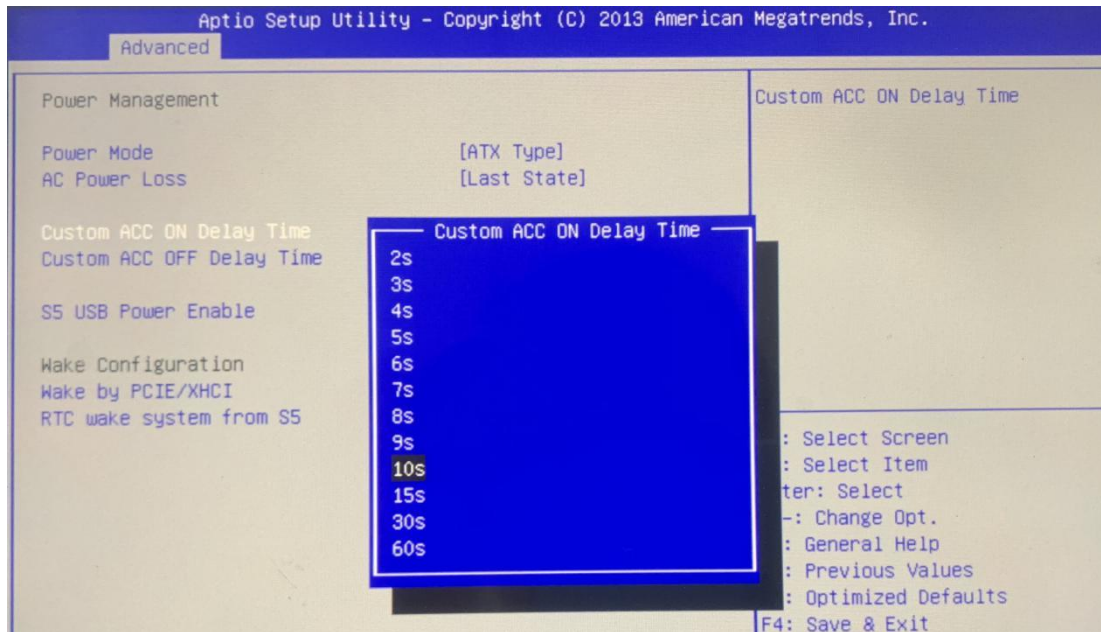 Aptio Setup Utility – Copyright (C) 2013 American Megatrends, Inc.
Advanced
Power Management
Power Mode [ATX Type]
AC Power Loss [Last State]
Custom ACC ON Delay Time
Custom ACC OFF Delay Time
S5 USB Power Enable
Wake Configuration
Wake by PCIE/XHCI
RTC wake system from S5
Custom ACC ON Delay Time
2s
3s
4s
5s
6s
7s
8s
9s
10s
15s
30s
60s
Custom ACC ON Delay Time
: Select Screen
: Select Item
ter: Select
–: Change Opt.
: General Help
: Previous Values
: Optimized Defaults
F4: Save & Exit